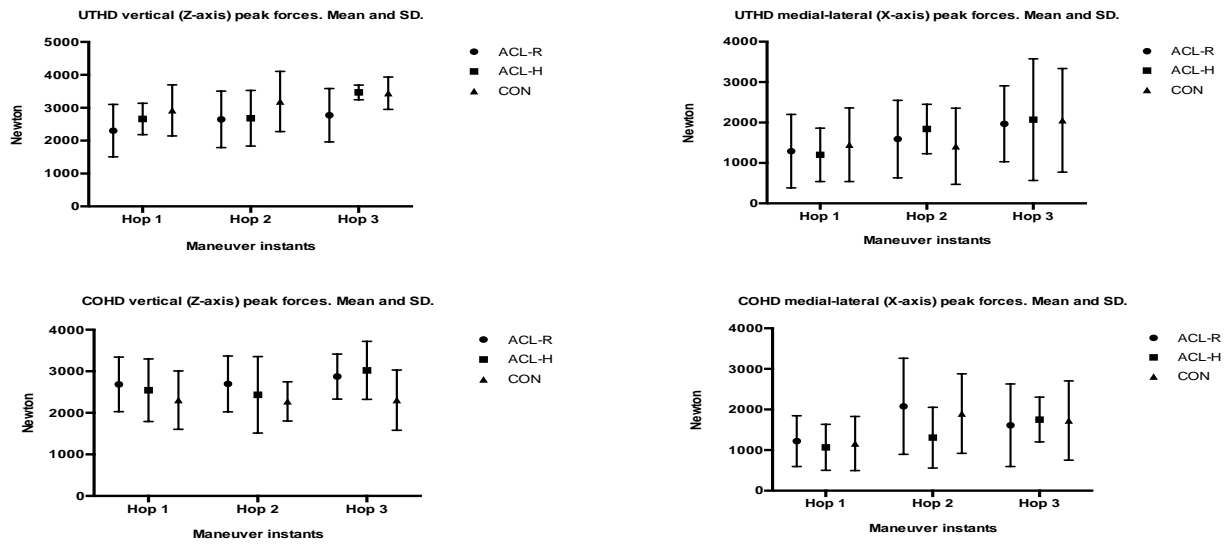 UTHD vertical (Z-axis) peak forces. Mean and SD.
5000
4000
3000
2000
1000
0
Newton
Hop 1 Hop 2 Hop 3
Maneuver instants
ACL-R
ACL-H
CON
UTHD medial-lateral (X-axis) peak forces. Mean and SD.
4000
3000
2000
1000
0
Newton
Hop 1 Hop 2 Hop 3
Maneuver instants
ACL-R
ACL-H
CON
COHD vertical (Z-axis) peak forces. Mean and SD.
4000
3000
2000
1000
0
Newton
Hop 1 Hop 2 Hop 3
Maneuver instants
ACL-R
ACL-H
CON
COHD medial-lateral (X-axis) peak forces. Mean and SD.
4000
3000
2000
1000
0
Newton
Hop 1 Hop 2 Hop 3
Maneuver instants
ACL-R
ACL-H
CON